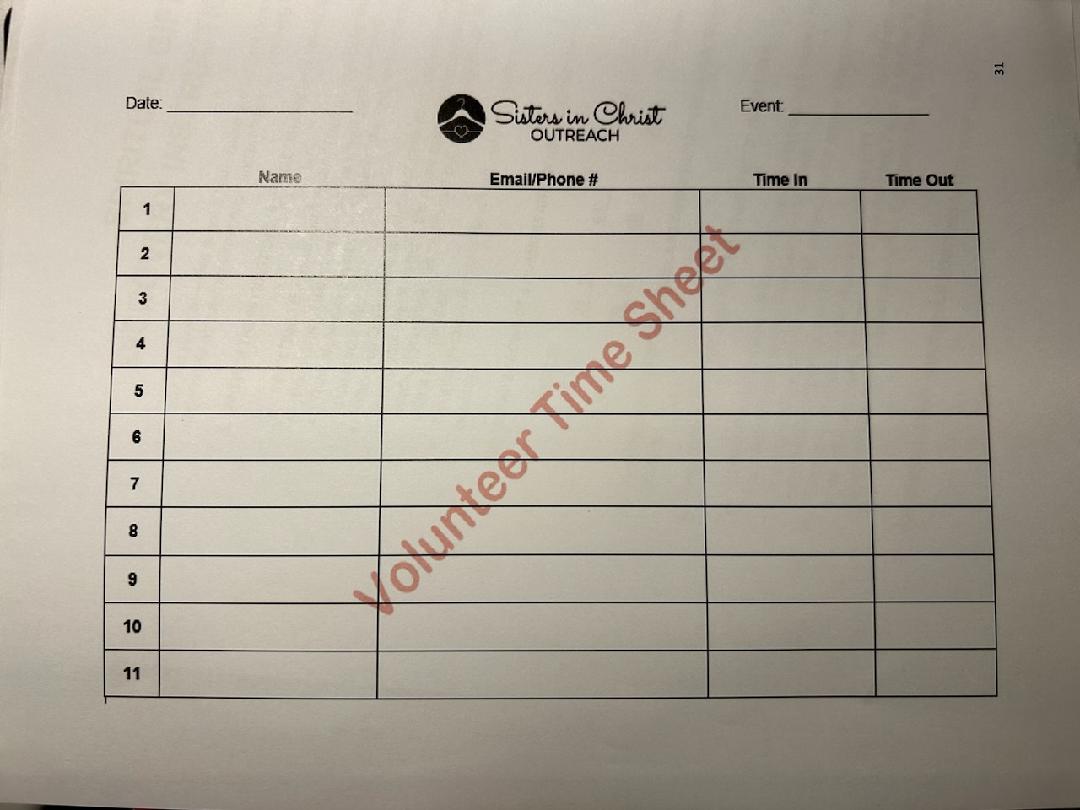 31
Date: ____________________
Sisters in Christ
OUTREACH
Event: ____________________
Name Email/Phone # Time In Time Out
1
2
3
4
5
6
7
8
9
10
11
Volunteer Time Sheet